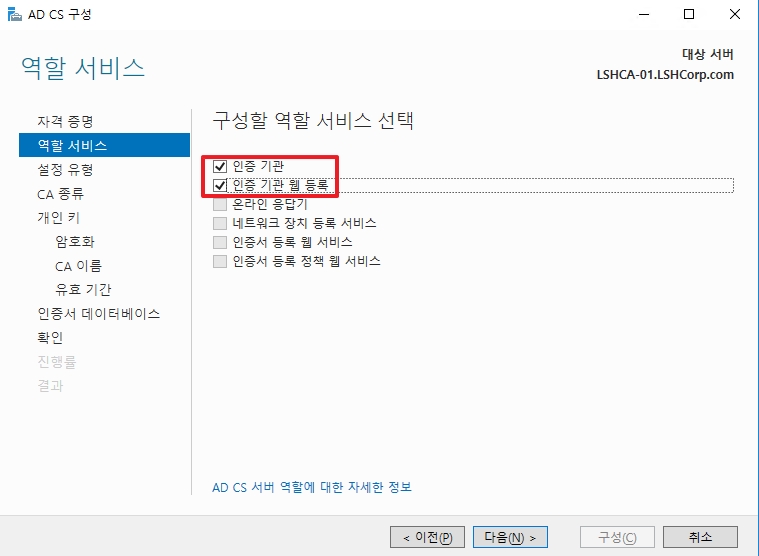 AD CS 구성
역할 서비스
대상 서버
LSHCA-01.LSHCorp.com
자격 증명
역할 서비스
설정 유형
CA 종류
개인 키
암호화
CA 이름
유효 기간
인증서 데이터베이스
확인
진행률
결과
구성할 역할 서비스 선택
인증 기관
인증 기관 웹 등록
온라인 응답기
네트워크 장치 등록 서비스
인증서 등록 웹 서비스
인증서 등록 정책 웹 서비스
AD CS 서버 역할에 대한 자세한 정보
< 이전(P)
다음(N) >
구성(C)
취소